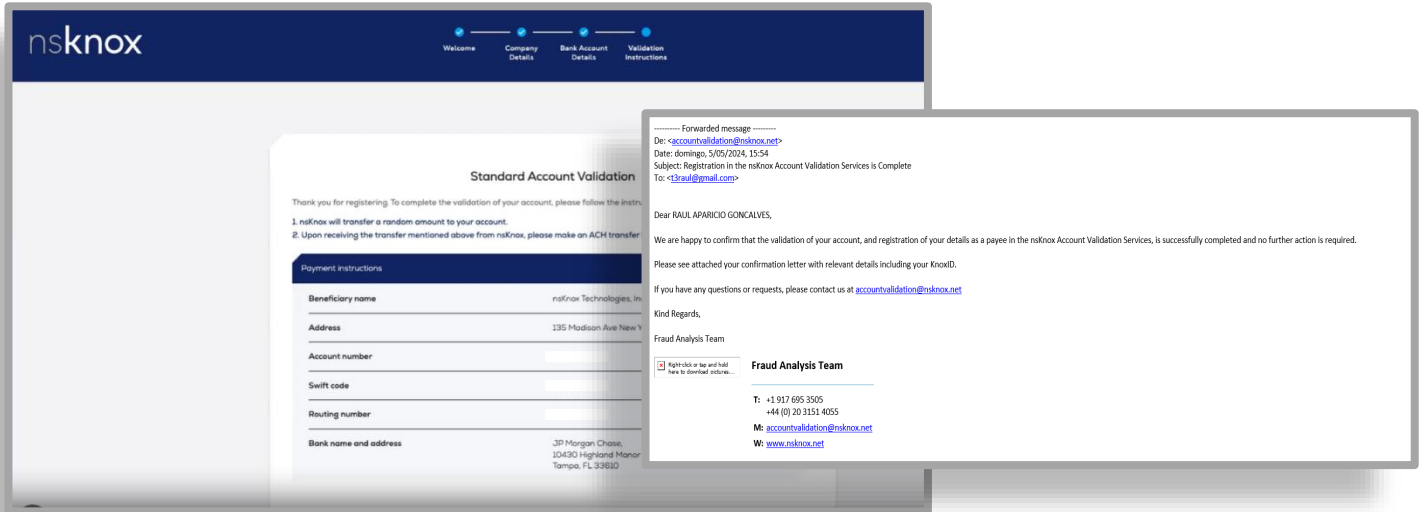 nsknox
Welcome
Company
Details
Bank Account
Details
Validation
Instructions
Standard Account Validation
Thank you for registering. To complete the validation of your account, please follow the
1. nsKnox will transfer a random amount to your account.
2. Upon receiving the transfer mentioned above from nsKnox, please make an ACH transfer
Payment instructions
Beneficiary name
nsKnox Technologies,
Address
135 Madison Ave New
Account number
Swift code
Routing number
Bank name and address
JP Morgan Chase,
10430 Highland Manor
Tampa, FL 33610
---------- Forwarded message ---------
De: <accountvalidation@nsknox.net>
Date: domingo, 5/05/2024, 15:54
Subject: Registration in the nsKnox Account Validation Services is Complete
To: <t3raul@gmail.com>
Dear RAUL APARICIO GONCALVES,
We are happy to confirm that the validation of your account, and registration of your details as a payee in the nsKnox Account Validation Services, is successfully completed and no further action is required.
Please see attached your confirmation letter with relevant details including your KnoxID.
If you have any questions or requests, please contact us at accountvalidation@nsknox.net
Kind Regards,
Fraud Analysis Team
Right-click or tap and hold
here to download pictures...
Fraud Analysis Team
T: +1 917 695 3505
+44 (0) 20 3151 4055
M: accountvalidation@nsknox.net
W: www.nsknox.net